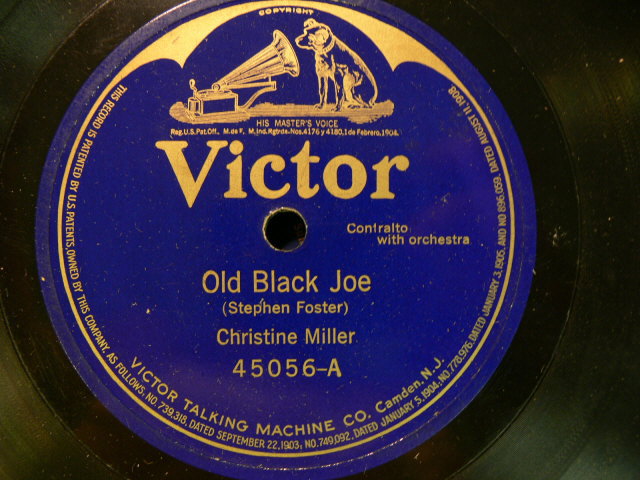 COPYRIGHT
HIS MASTER'S VOICE
Reg.U.S.Pat.Off. M.de F. M.Ind.Rgtrda.Nos.4176 y 4180,1 de Febrero,1904.
Victor
Contralto
with orchestra
Old Black Joe
(Stephen Foster)
Christine Miller
45056-A
VICTOR TALKING MACHINE CO. Camden, N.J.
THIS RECORD IS PATENTED BY U.S.PATENTS,OWNED BY THIS COMPANY, AS FOLLOWS, NO.739,318, DATED SEPTEMBER 22,1903; NO.749,092, DATED JANUARY 5,1904; NO.778,976, DATED JANUARY 3,1905, AND NO 896,059, DATED AUGUST 11, 1908